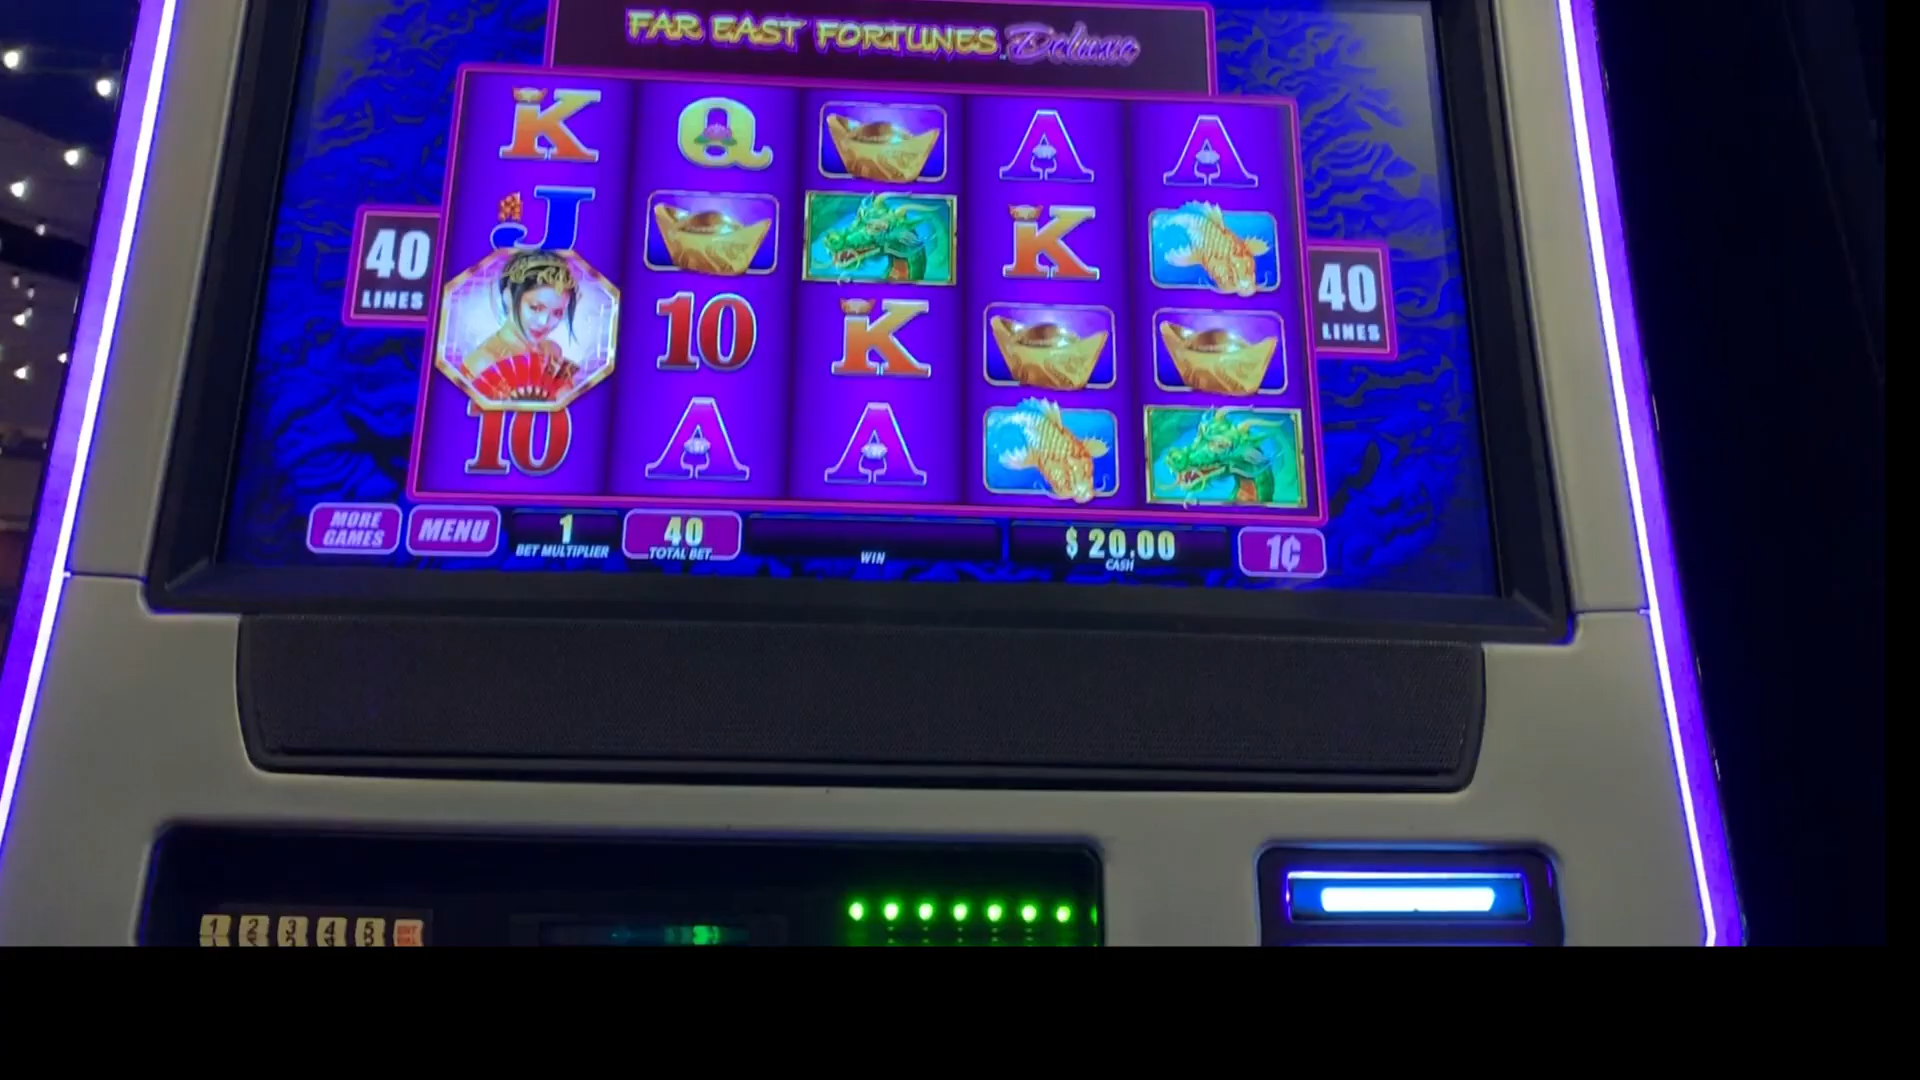 FAR EAST FORTUNES Deluxe
K Q A A
J K
40 LINES
40 LINES
10 K
10 A A
MORE GAMES
MENU
1
BET MULTIPLIER
40
TOTAL BET
WIN
$ 20.00
CASH
1¢
1 2 3 4 5